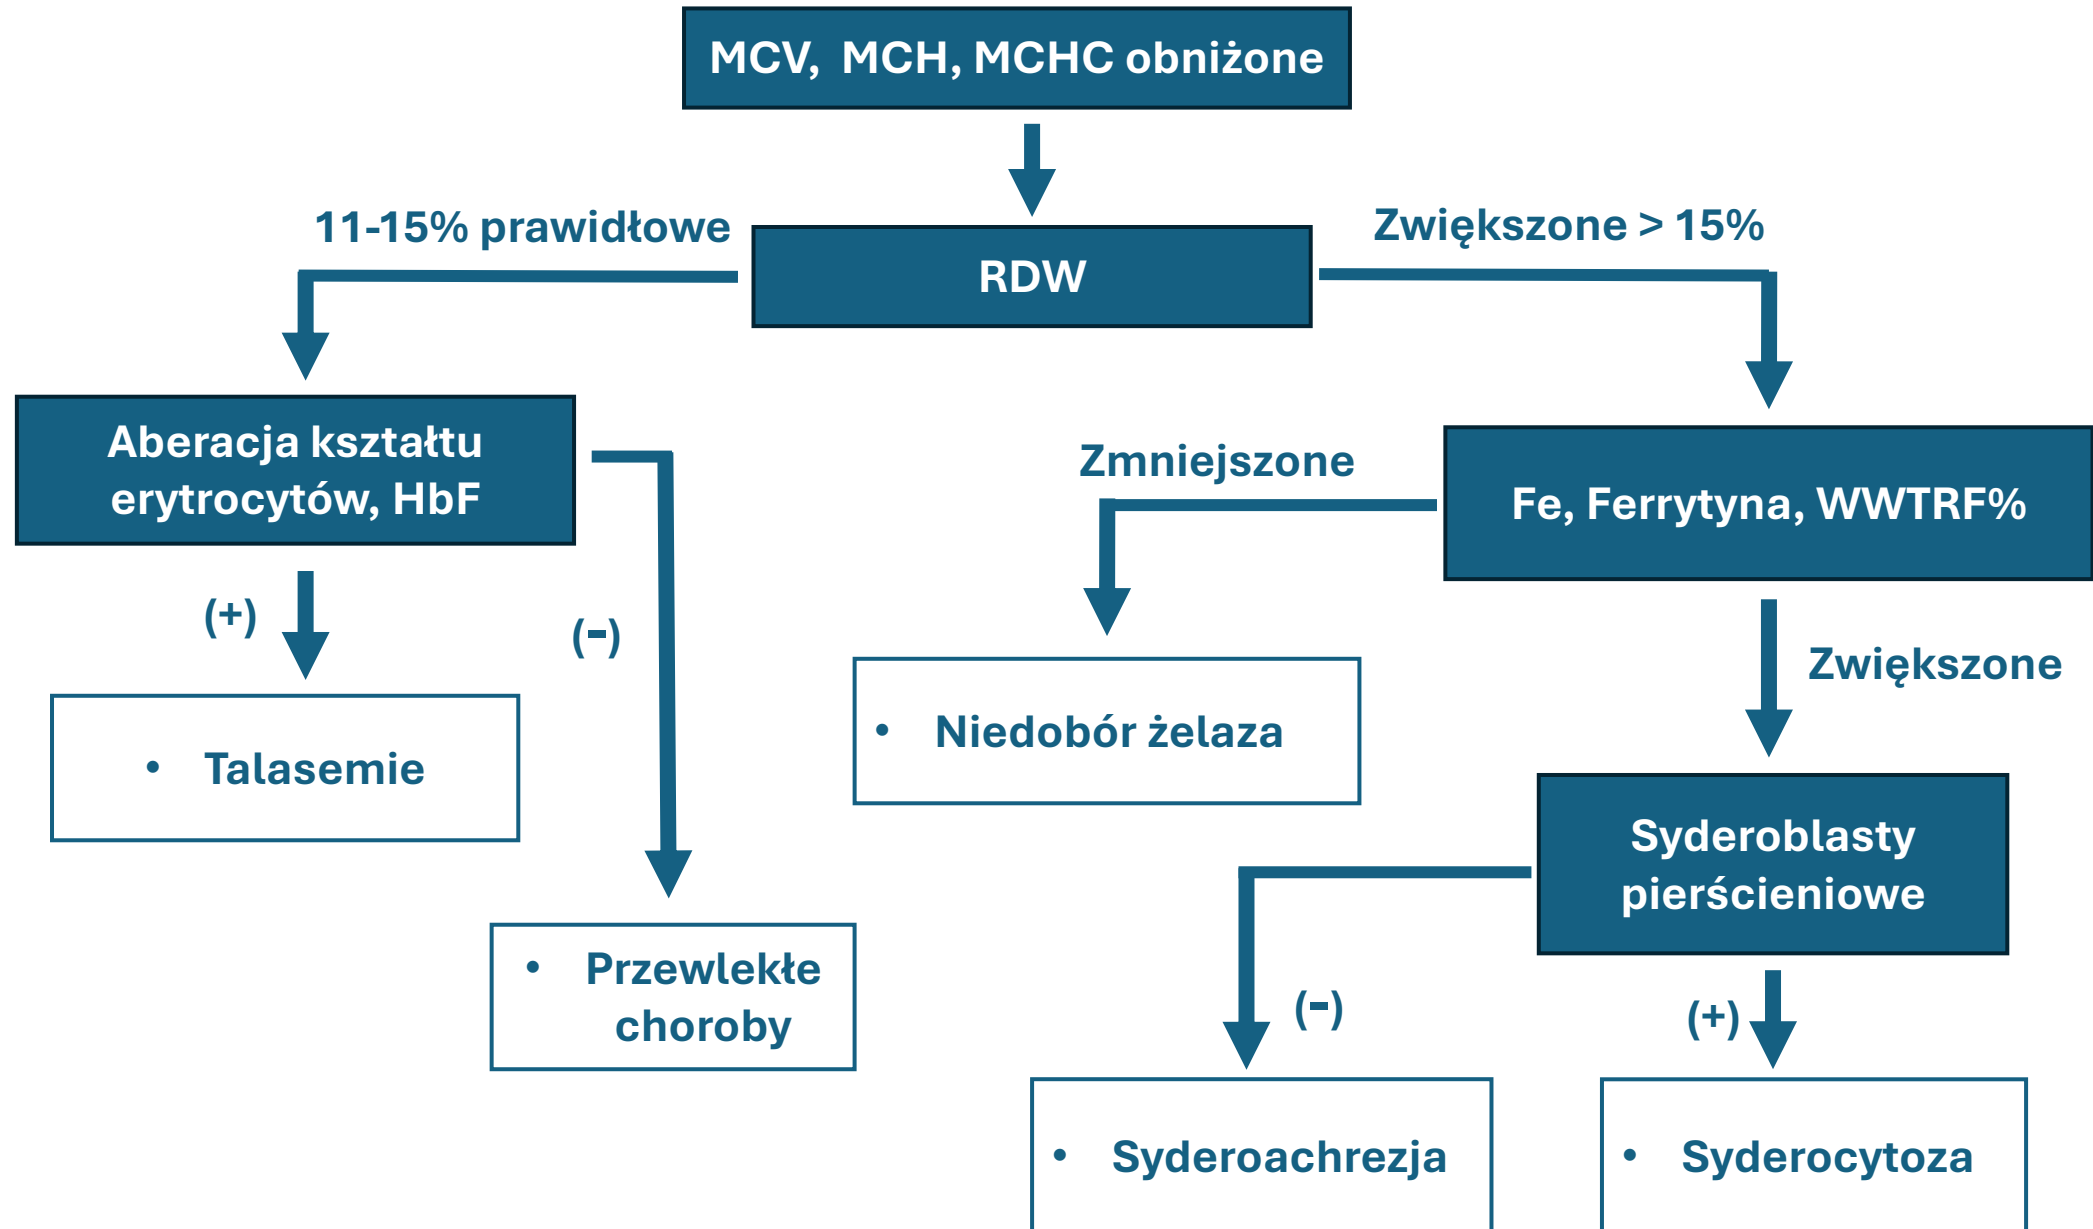 MCV, MCH, MCHC obniżone
11-15% prawidłowe
Zwiększone > 15%
RDW
Aberacja kształtu
erytrocytów, HbF
Zmniejszone
Fe, Ferrytyna, WWTRF%
(+)
(-)
Zwiększone
• Niedobór żelaza
• Talasemie
Syderoblasty
pierścieniowe
• Przewlekłe
choroby
(-)
(+)
• Syderoachrezja
• Syderocytoza